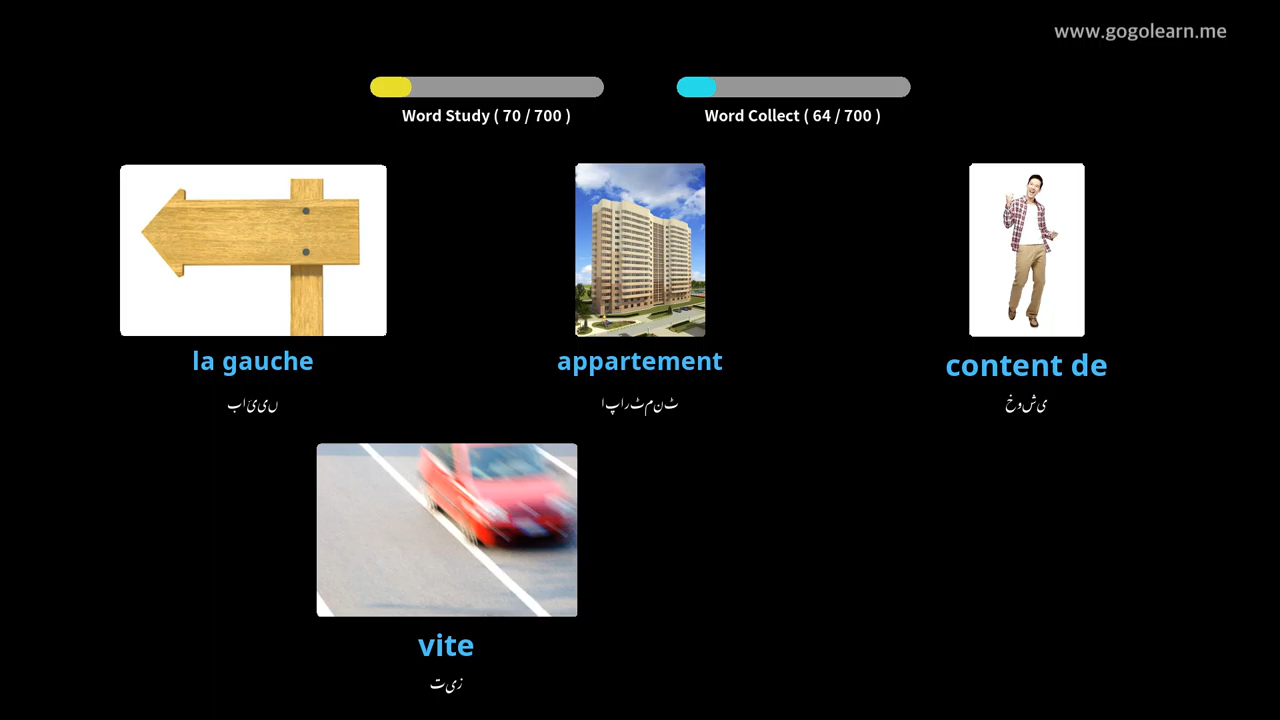 www.gogolearn.me
Word Study ( 70 / 700 )
Word Collect ( 64 / 700 )
la gauche
appartement
content de
بائیں
اپارٹمنٹ
خوشی
vite
تیز